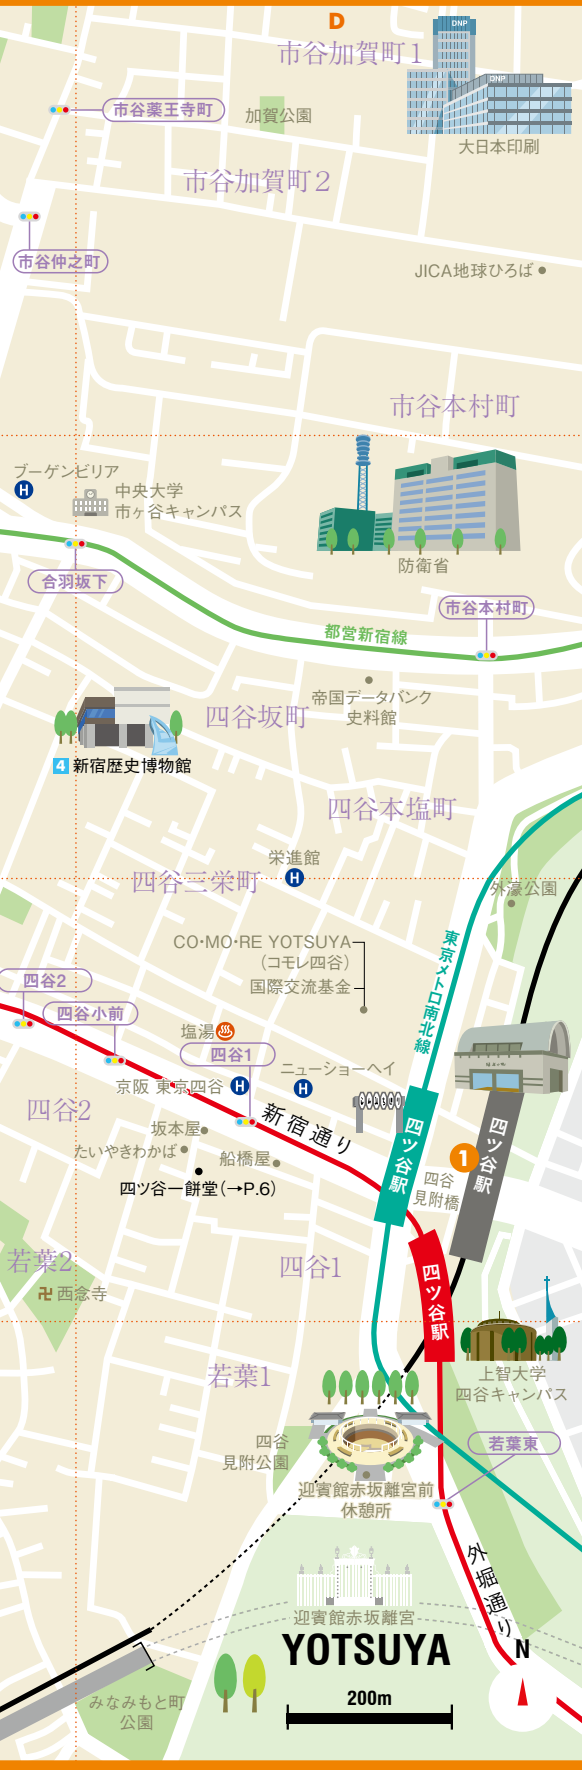 D
市谷加賀町1
DNP
DNP
市谷薬王寺町
加賀公園
大日本印刷
市谷加賀町2
市谷仲之町
JICA地球ひろば
市谷本村町
ブーゲンビリア
H
中央大学
市ヶ谷キャンパス
防衛省
合羽坂下
市谷本村町
都営新宿線
帝国データバンク
史料館
四谷坂町
4 新宿歴史博物館
四谷本塩町
栄進館
H
四谷三栄町
外濠公園
CO・MO・RE YOTSUYA
(コモレ四谷)
国際交流基金
東京メトロ南北線
四谷2
四谷小前
塩湯
四谷1
ニューショーヘイ
H
京阪 東京四谷 H
四谷2
新宿通り
坂本屋
たいやきわかば
船橋屋
四ツ谷一餅堂(→P.6)
四ツ谷駅
1
四ツ谷駅
四谷
見附橋
若葉2
卍 西念寺
四谷1
四ツ谷駅
上智大学
四谷キャンパス
若葉1
四谷
見附公園
若葉東
迎賓館赤坂離宮前
休憩所
外堀通り
迎賓館赤坂離宮
YOTSUYA
N
200m
みなみもと町
公園